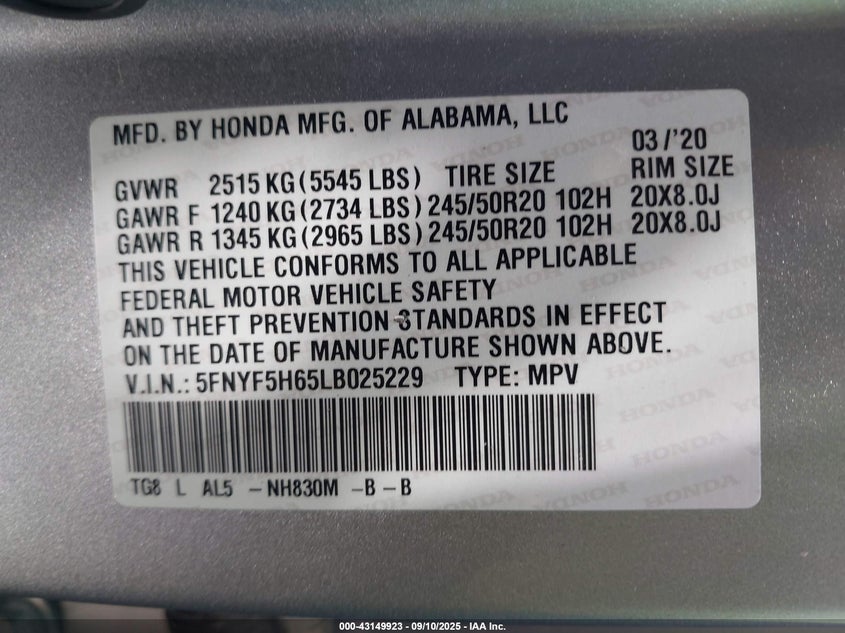 MFD. BY HONDA MFG. OF ALABAMA, LLC
03/'20
GVWR 2515 KG (5545 LBS) TIRE SIZE RIM SIZE
GAWR F 1240 KG (2734 LBS) 245/50R20 102H 20X8.0J
GAWR R 1345 KG (2965 LBS) 245/50R20 102H 20X8.0J
THIS VEHICLE CONFORMS TO ALL APPLICABLE
FEDERAL MOTOR VEHICLE SAFETY
AND THEFT PREVENTION STANDARDS IN EFFECT
ON THE DATE OF MANUFACTURE SHOWN ABOVE.
V.I.N.: 5FNYF5H65LB025229 TYPE: MPV
TG8 L AL5 -NH830M -B -B
HONDA
000-43149923 - 09/10/2025 - IAA Inc.